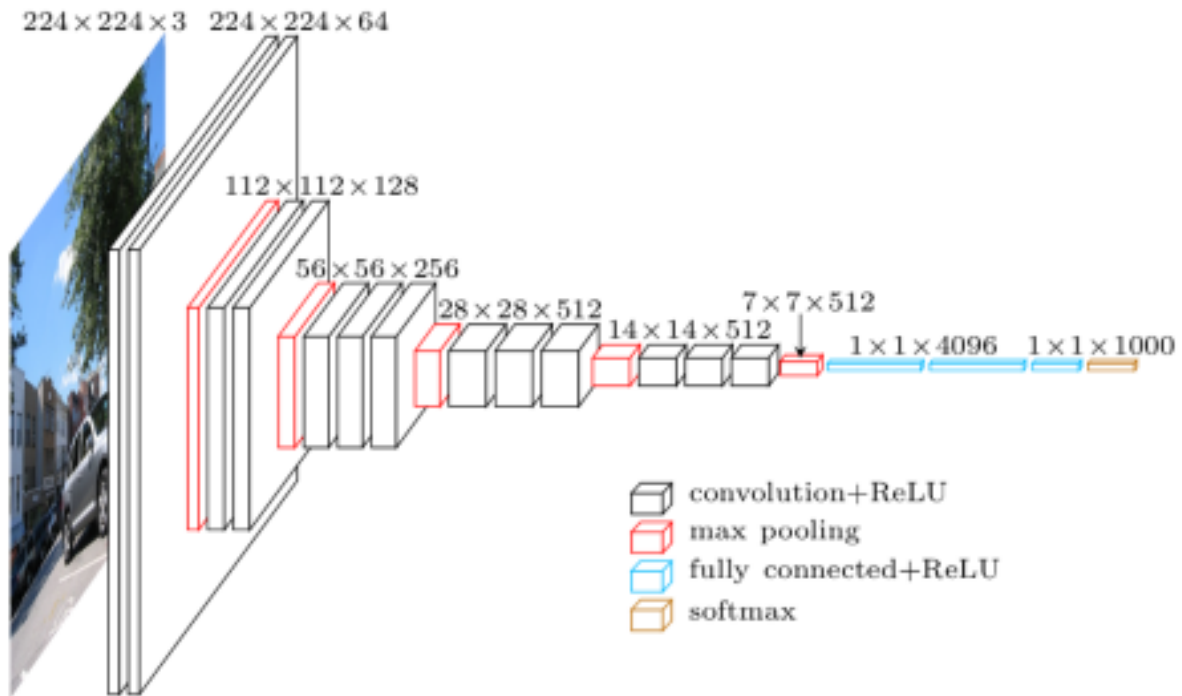 224×224×3
224×224×64
112×112×128
56×56×256
28×28×512
14×14×512
7×7×512
1×1×4096
1×1×1000
convolution+ReLU
max pooling
fully connected+ReLU
softmax